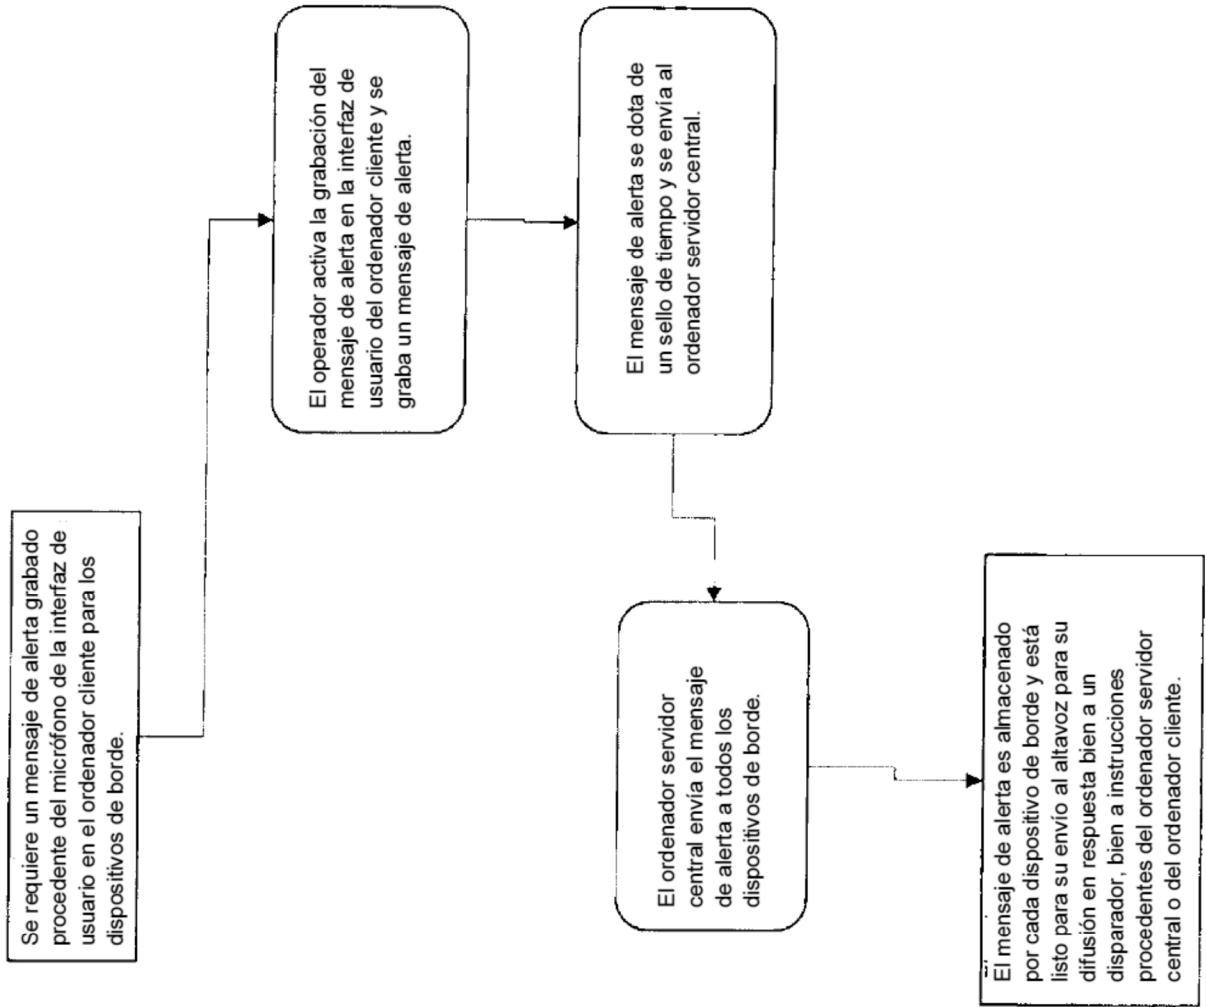 Se requiere un mensaje de alerta grabado
procedente del micrófono de la interfaz de
usuario en el ordenador cliente para los
dispositivos de borde.
El operador activa la grabación del
mensaje de alerta en la interfaz de
usuario del ordenador cliente y se
graba un mensaje de alerta.
El mensaje de alerta se dota de
un sello de tiempo y se envía al
ordenador servidor central.
El ordenador servidor
central envía el mensaje
de alerta a todos los
dispositivos de borde.
El mensaje de alerta es almacenado
por cada dispositivo de borde y está
listo para su envío al altavoz para su
difusión en respuesta bien a un
disparador, bien a instrucciones
procedentes del ordenador servidor
central o del ordenador cliente.